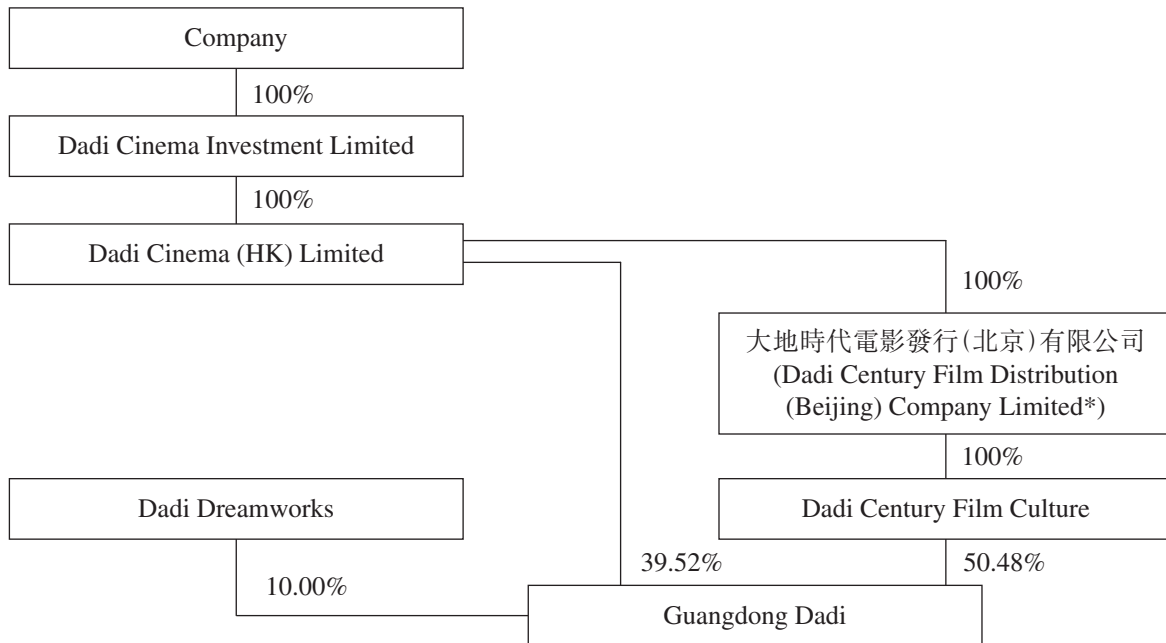 Company
100%
Dadi Cinema Investment Limited
100%
Dadi Cinema (HK) Limited
100%
大地時代電影發行(北京)有限公司
(Dadi Century Film Distribution
(Beijing) Company Limited*)
100%
Dadi Dreamworks
Dadi Century Film Culture
10.00%
39.52%
50.48%
Guangdong Dadi